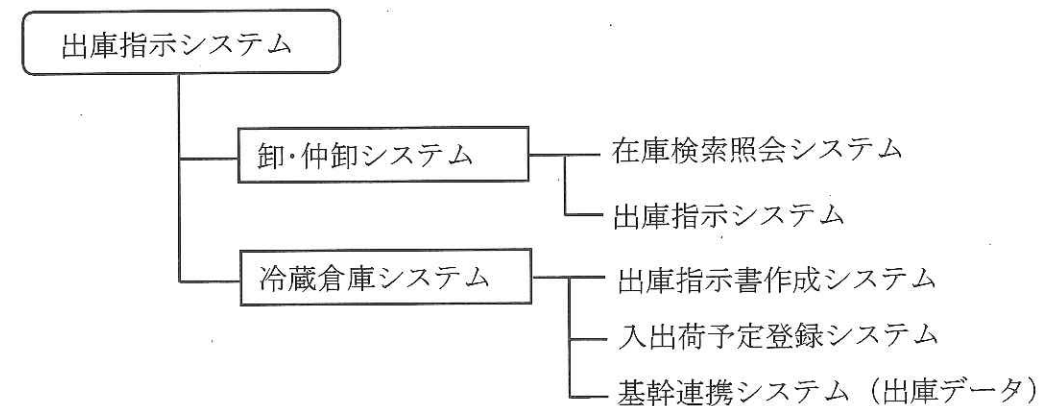 出庫指示システム
卸・仲卸システム
在庫検索照会システム
出庫指示システム
冷蔵倉庫システム
出庫指示書作成システム
入出荷予定登録システム
基幹連携システム（出庫データ）